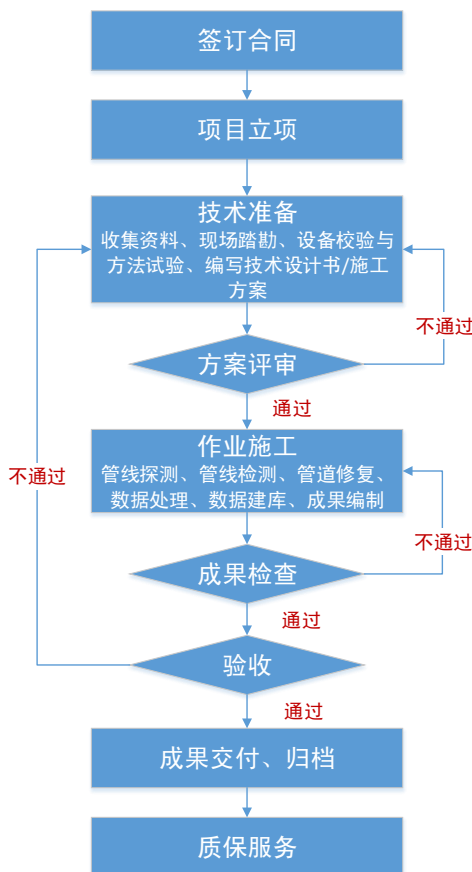 签订合同
项目立项
技术准备
收集资料、现场踏勘、设备校验与
方法试验、编写技术设计书/施工
方案
不通过
方案评审
通过
作业施工
管线探测、管线检测、管道修复、
数据处理、数据建库、成果编制
不通过
不通过
成果检查
通过
验收
通过
成果交付、归档
质保服务